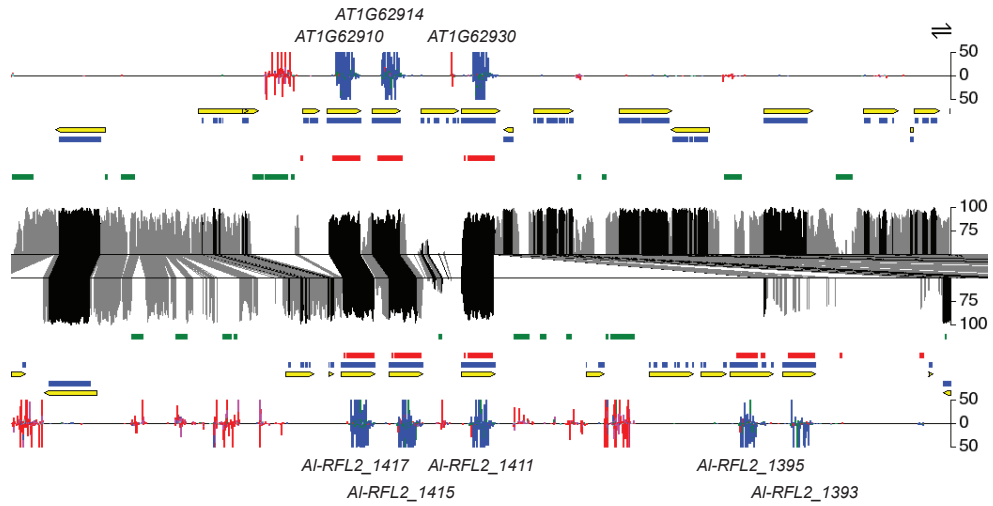 AT1G62914
AT1G62910 AT1G62930
50
0
50
100
75
75
100
50
0
50
Al-RFL2_1417 Al-RFL2_1411 Al-RFL2_1395
Al-RFL2_1415 Al-RFL2_1393